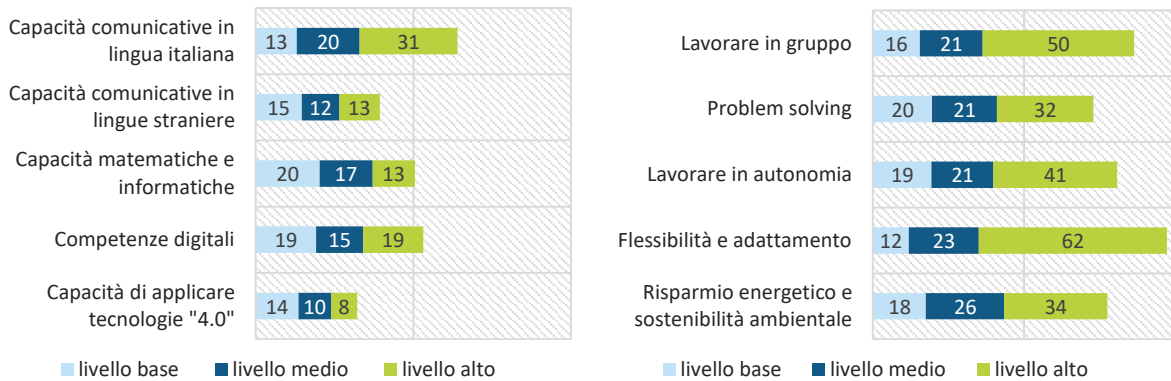 Capacità comunicative in
lingua italiana
13 20 31
Capacità comunicative in
lingue straniere
15 12 13
Capacità matematiche e
informatiche
20 17 13
Competenze digitali
19 15 19
Capacità di applicare
tecnologie "4.0"
14 10 8
livello base livello medio livello alto
Lavorare in gruppo
16 21 50
Problem solving
20 21 32
Lavorare in autonomia
19 21 41
Flessibilità e adattamento
12 23 62
Risparmio energetico e
sostenibilità ambientale
18 26 34
livello base livello medio livello alto